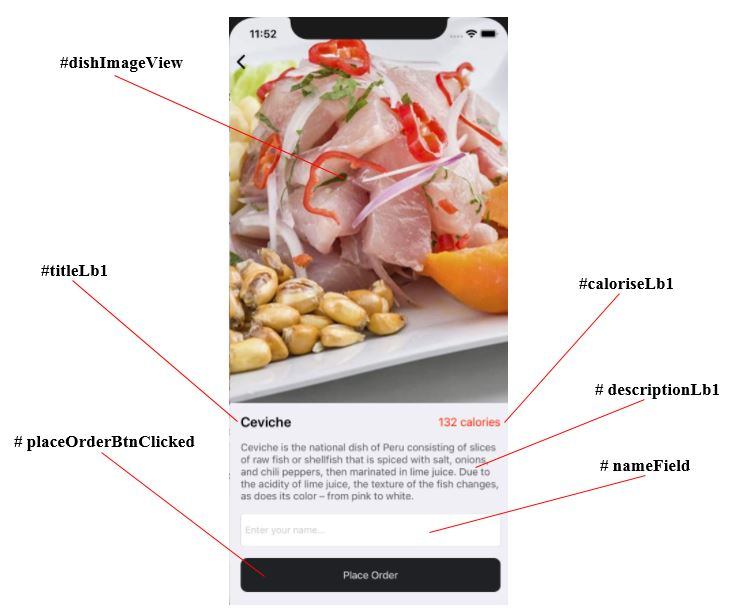 11:52
#dishImageView
#titleLb1
#caloriseLb1
Ceviche
132 calories
# descriptionLb1
# placeOrderBtnClicked
Ceviche is the national dish of Peru consisting of slices
of raw fish or shellfish that is spiced with salt, onions
and chili peppers, then marinated in lime juice. Due to
the acidity of lime juice, the texture of the fish changes,
as does its color – from pink to white.
# nameField
Enter your name...
Place Order